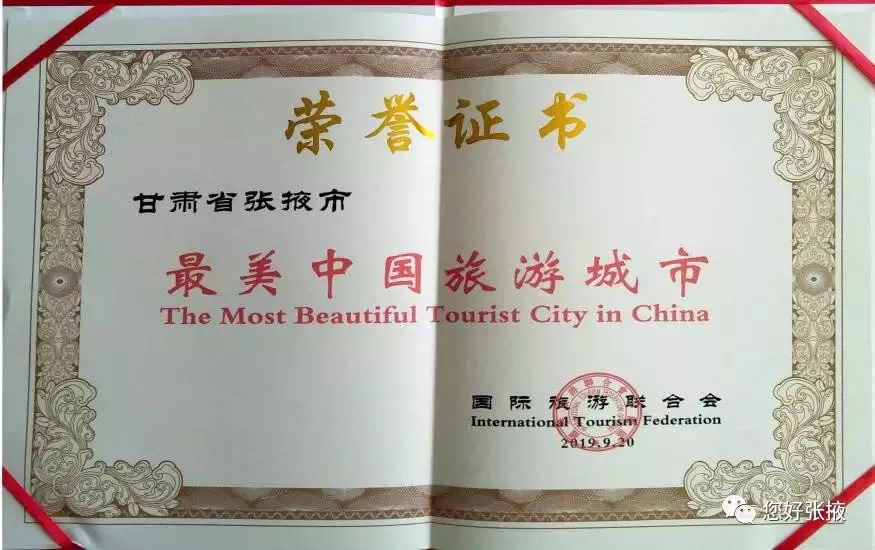 荣誉证书
甘肃省张掖市
最美中国旅游城市
The Most Beautiful Tourist City in China
国际旅游联合会
International Tourism Federation
2019.9.20
您好张掖